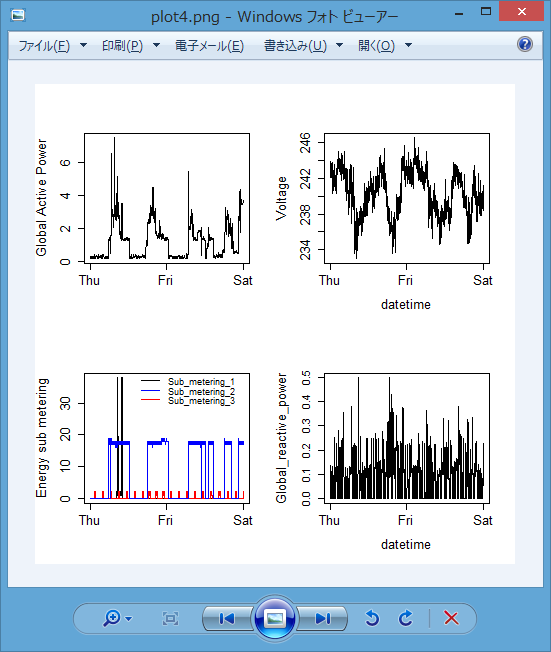 plot4.png - Windows フォト ビューアー
ファイル(F) 印刷(P) 電子メール(E) 書き込み(U) 開く(O)
Global Active Power
0 2 4 6
Thu Fri Sat
Voltage
234 238 242 246
Thu Fri Sat
datetime
Energy sub metering
0 10 20 30
Sub_metering_1
Sub_metering_2
Sub_metering_3
Thu Fri Sat
Global_reactive_power
0.0 0.1 0.2 0.3 0.4 0.5
Thu Fri Sat
datetime